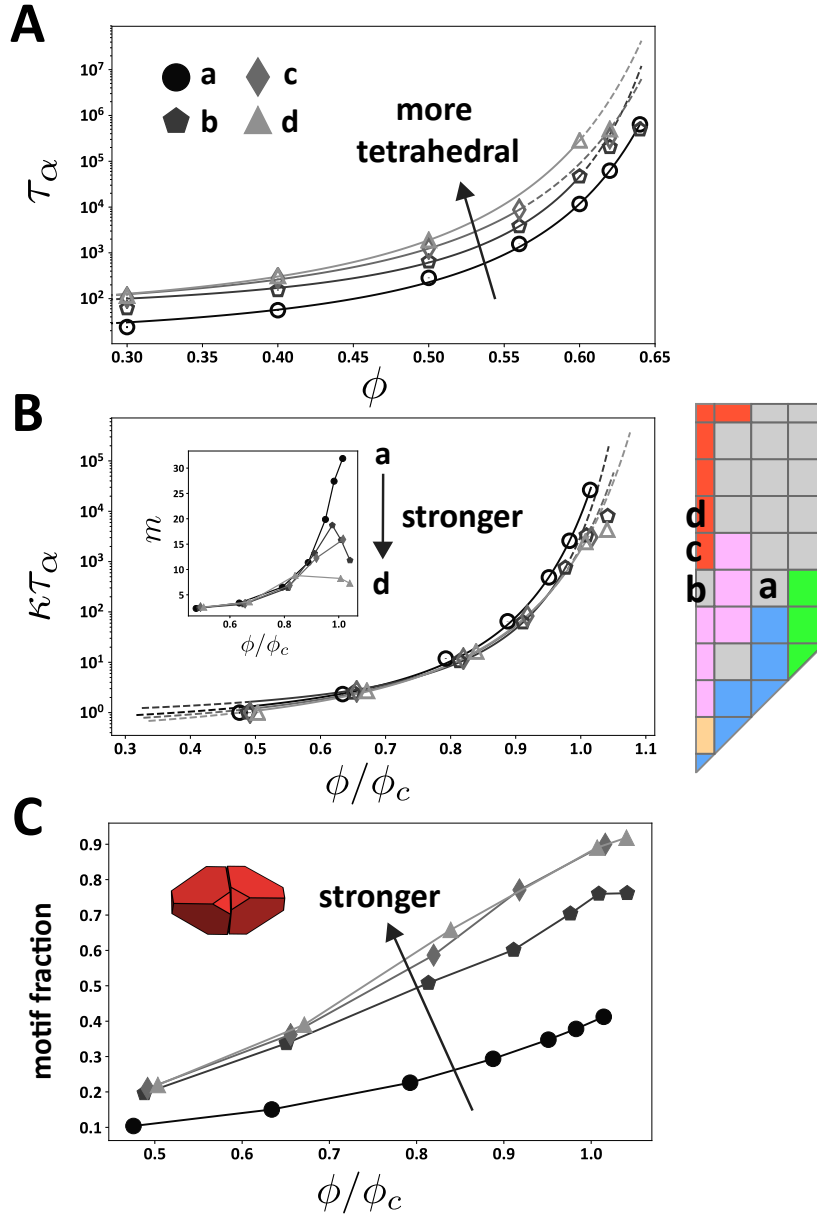 A
10⁷
10⁶
10⁵
10⁴
10³
10²
τα
a
b
c
d
more
tetrahedral
0.30 0.35 0.40 0.45 0.50 0.55 0.60 0.65
ϕ
B
10⁵
10⁴
10³
10²
10¹
10⁰
κτα
30
25
20
15
10
5
m
0.6 0.8 1.0
ϕ/ϕc
a
stronger
d
0.3 0.4 0.5 0.6 0.7 0.8 0.9 1.0 1.1
ϕ/ϕc
d
c
b a
C
0.9
0.8
0.7
0.6
0.5
0.4
0.3
0.2
0.1
motif fraction
stronger
0.5 0.6 0.7 0.8 0.9 1.0
ϕ/ϕc